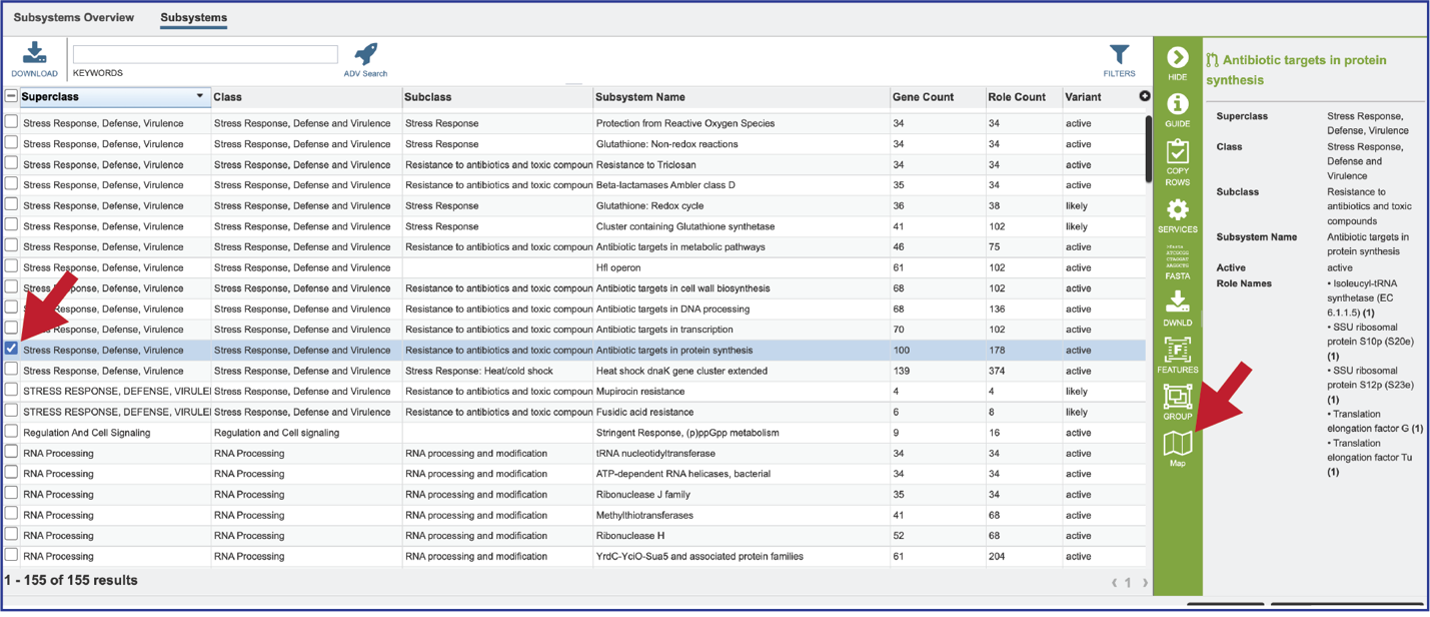 Subsystems Overview Subsystems
DOWNLOAD KEYWORDS ADV Search FILTERS
Superclass Class Subclass Subsystem Name Gene Count Role Count Variant
Stress Response, Defense, Virulence Stress Response, Defense and Virulence Stress Response Protection from Reactive Oxygen Species 34 34 active
Stress Response, Defense, Virulence Stress Response, Defense and Virulence Stress Response Glutathione: Non-redox reactions 34 34 active
Stress Response, Defense, Virulence Stress Response, Defense and Virulence Resistance to antibiotics and toxic compoun Resistance to Triclosan 34 34 active
Stress Response, Defense, Virulence Stress Response, Defense and Virulence Resistance to antibiotics and toxic compoun Beta-lactamases Ambler class D 35 34 active
Stress Response, Defense, Virulence Stress Response, Defense and Virulence Stress Response Glutathione: Redox cycle 36 38 likely
Stress Response, Defense, Virulence Stress Response, Defense and Virulence Stress Response Cluster containing Glutathione synthetase 41 102 likely
Stress Response, Defense, Virulence Stress Response, Defense and Virulence Resistance to antibiotics and toxic compoun Antibiotic targets in metabolic pathways 46 75 active
Stress Response, Defense, Virulence Stress Response, Defense and Virulence Hfl operon 61 102 active
Stress Response, Defense, Virulence Stress Response, Defense and Virulence Resistance to antibiotics and toxic compoun Antibiotic targets in cell wall biosynthesis 68 102 active
Response, Defense, Virulence Stress Response, Defense and Virulence Resistance to antibiotics and toxic compoun Antibiotic targets in DNA processing 68 136 active
Response, Defense, Virulence Stress Response, Defense and Virulence Resistance to antibiotics and toxic compoun Antibiotic targets in transcription 70 102 active
Stress Response, Defense, Virulence Stress Response, Defense and Virulence Resistance to antibiotics and toxic compoun Antibiotic targets in protein synthesis 100 178 active
Stress Response, Defense, Virulence Stress Response, Defense and Virulence Stress Response: Heat/cold shock Heat shock dnaK gene cluster extended 139 374 active
STRESS RESPONSE, DEFENSE, VIRULE Stress Response, Defense and Virulence Resistance to antibiotics and toxic compoun Mupirocin resistance 4 4 likely
STRESS RESPONSE, DEFENSE, VIRULE Stress Response, Defense and Virulence Resistance to antibiotics and toxic compoun Fusidic acid resistance 6 8 likely
Regulation And Cell Signaling Regulation and Cell signaling Stringent Response, (p)ppGpp metabolism 9 16 active
RNA Processing RNA Processing RNA processing and modification tRNA nucleotidyltransferase 34 34 active
RNA Processing RNA Processing RNA processing and modification ATP-dependent RNA helicases, bacterial 34 34 active
RNA Processing RNA Processing RNA processing and modification Ribonuclease J family 35 34 active
RNA Processing RNA Processing RNA processing and modification Methylthiotransferases 41 68 active
RNA Processing RNA Processing RNA processing and modification Ribonuclease H 52 68 active
RNA Processing RNA Processing RNA processing and modification YrdC-YciO-Sua5 and associated protein families 61 204 active
1 - 155 of 155 results 1
HIDE
GUIDE
COPY
ROWS
SERVICES
FASTA
DWNLD
FEATURES
GROUP
Map
Antibiotic targets in protein
synthesis
Superclass Stress Response,
Defense, Virulence
Class Stress Response,
Defense and
Virulence
Subclass Resistance to
antibiotics and toxic
compounds
Subsystem Name Antibiotic targets in
protein synthesis
Active active
Role Names • Isoleucyl-tRNA
synthetase (EC
6.1.1.5) (1)
• SSU ribosomal
protein S10p (S20e)
(1)
• SSU ribosomal
protein S12p (S23e)
(1)
• Translation
elongation factor G (1)
• Translation
elongation factor Tu
(1)